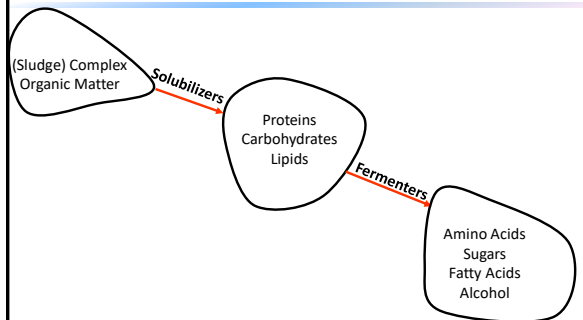 (Sludge) Complex
Organic Matter
Solubilizers
Proteins
Carbohydrates
Lipids
Fermenters
Amino Acids
Sugars
Fatty Acids
Alcohol